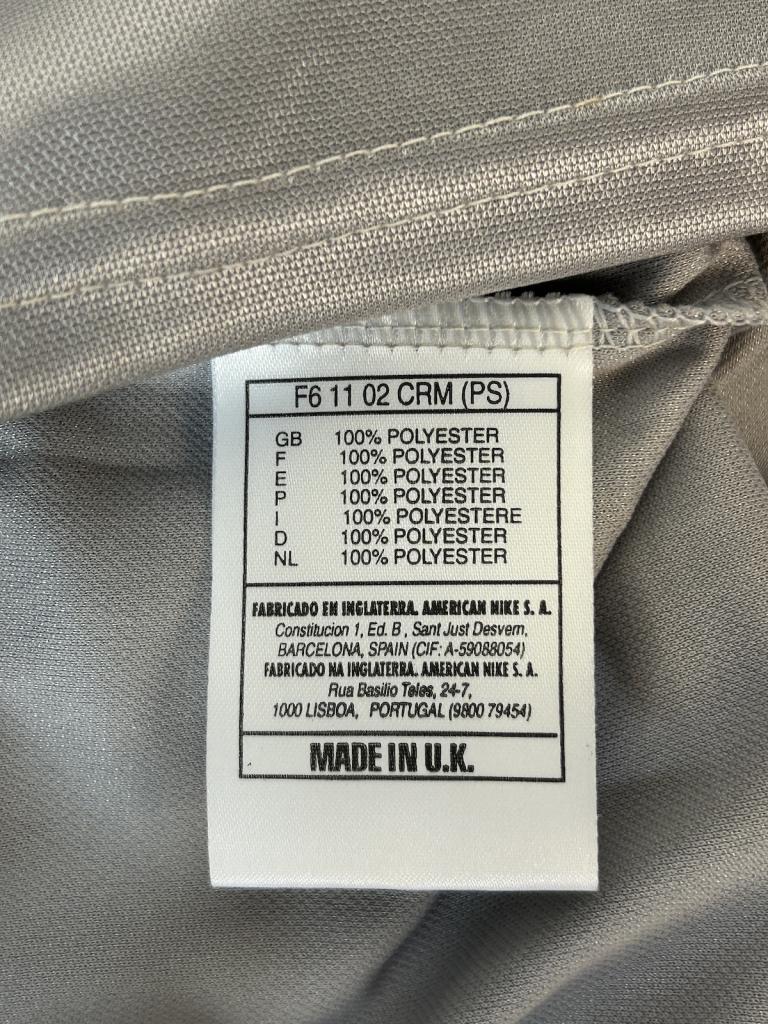 F6 11 02 CRM (PS)
GB 100% POLYESTER
F 100% POLYESTER
E 100% POLYESTER
P 100% POLYESTER
I 100% POLYESTERE
D 100% POLYESTER
NL 100% POLYESTER
FABRICADO EN INGLATERRA. AMERICAN NIKE S. A.
Constitucion 1, Ed. B , Sant Just Desvern,
BARCELONA, SPAIN (CIF: A-59088054)
FABRICADO NA INGLATERRA. AMERICAN NIKE S. A.
Rua Basilio Teles, 24-7,
1000 LISBOA, PORTUGAL (9800 79454)
MADE IN U.K.